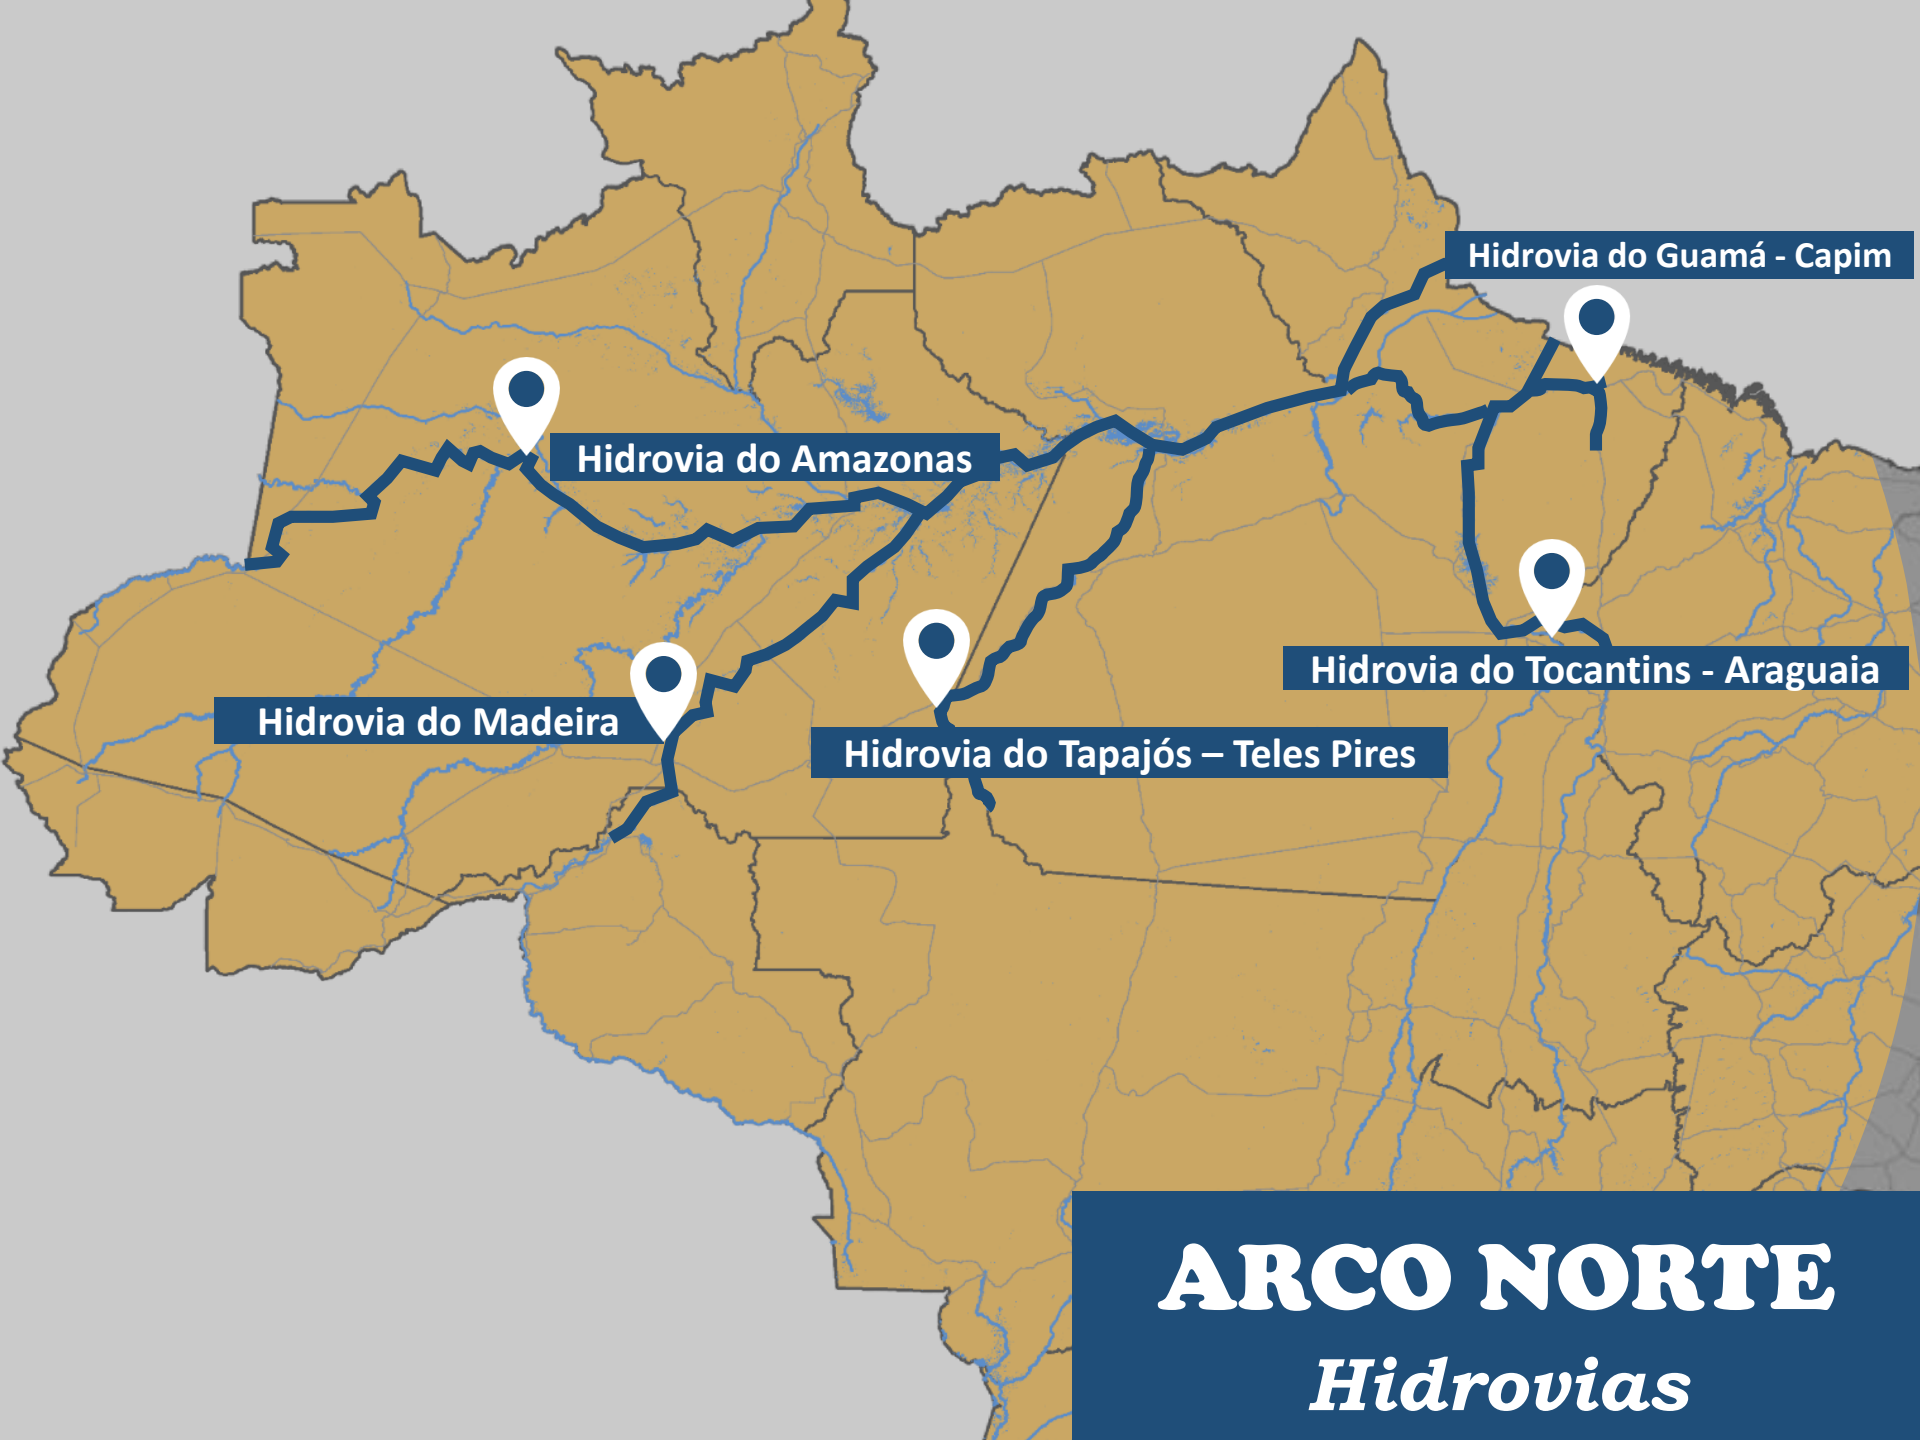 Hidrovia do Guamá - Capim
Hidrovia do Amazonas
Hidrovia do Tocantins - Araguaia
Hidrovia do Madeira
Hidrovia do Tapajós – Teles Pires
ARCO NORTE
Hidrovias